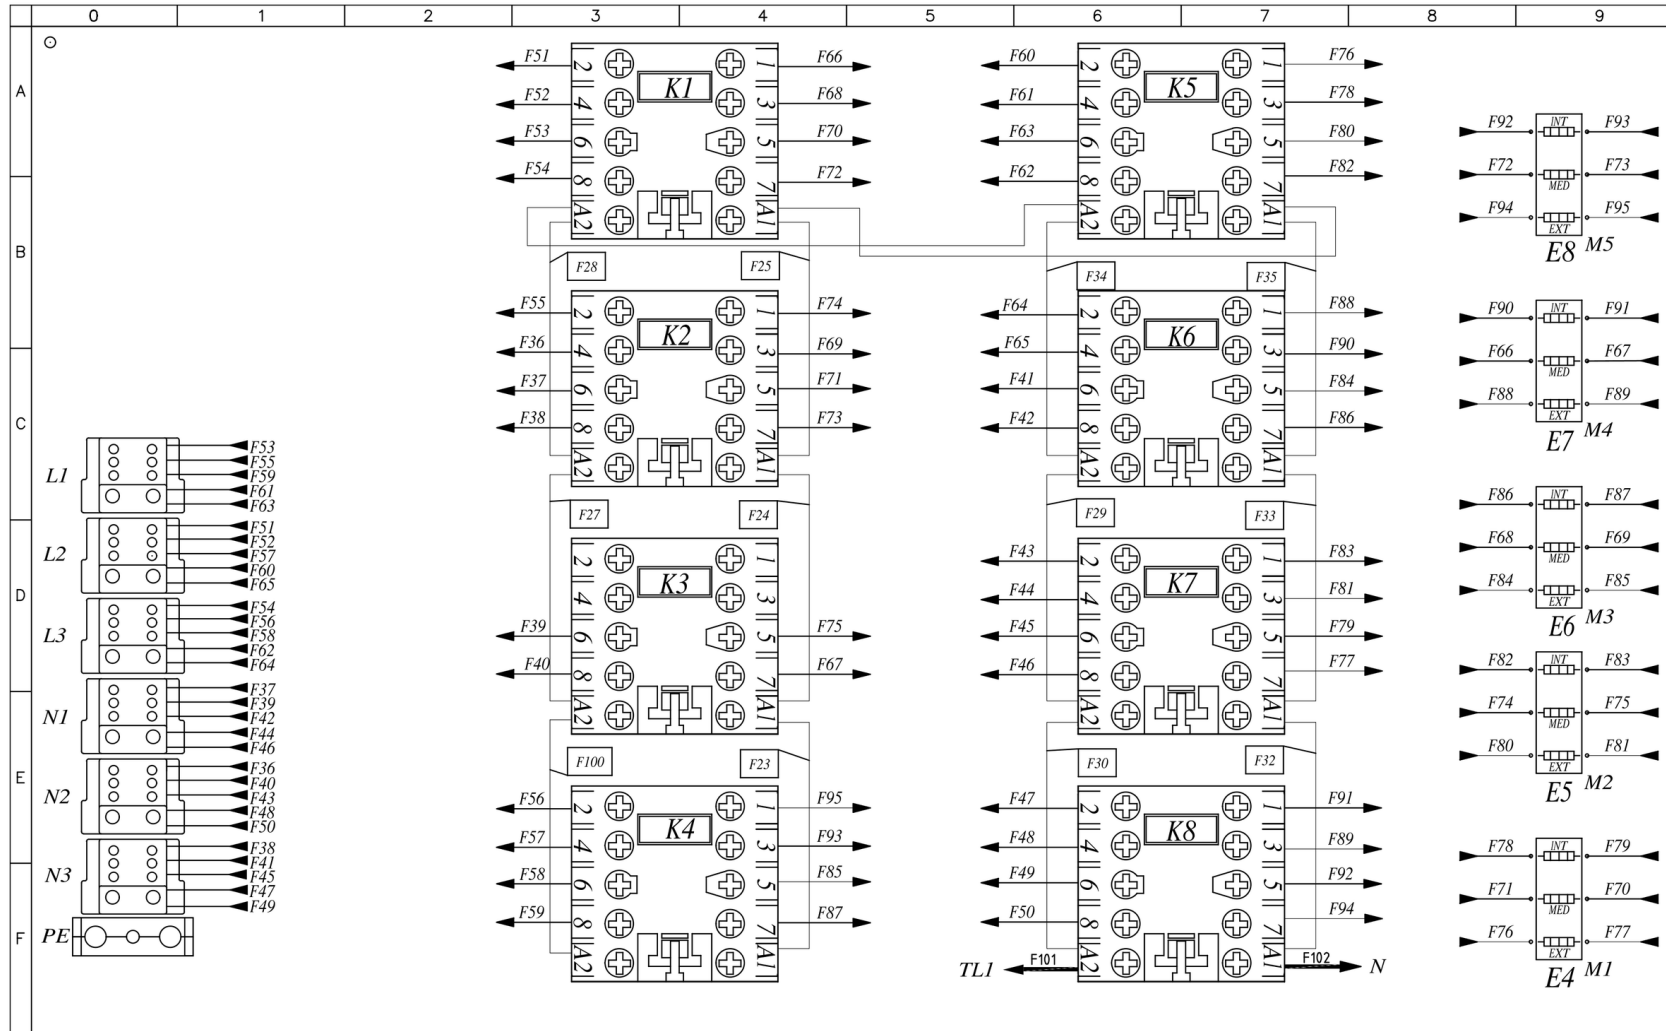 0 1 2 3 4 5 6 7 8 9
A
B
C
D
E
F
L1
F53
F55
F59
F61
F63
L2
F51
F52
F57
F60
F65
L3
F54
F56
F58
F62
F64
N1
F37
F39
F42
F44
F46
N2
F36
F40
F43
F48
F50
N3
F38
F41
F45
F47
F49
PE
K1
F51 2 1 F66
F52 4 3 F68
F53 6 5 F70
F54 8 7 F72
A2 A1
F28 F25
K2
F55 2 1 F74
F36 4 3 F69
F37 6 5 F71
F38 8 7 F73
A2 A1
F27 F24
K3
2 1
4 3
F39 6 5 F75
F40 8 7 F67
A2 A1
F100 F23
K4
F56 2 1 F95
F57 4 3 F93
F58 6 5 F85
F59 8 7 F87
A2 A1
K5
F60 2 1 F76
F61 4 3 F78
F63 6 5 F80
F62 8 7 F82
A2 A1
F34 F35
K6
F64 2 1 F88
F65 4 3 F90
F41 6 5 F84
F42 8 7 F86
A2 A1
F29 F33
K7
F43 2 1 F83
F44 4 3 F81
F45 6 5 F79
F46 8 7 F77
A2 A1
F30 F32
K8
F47 2 1 F91
F48 4 3 F89
F49 6 5 F92
F50 8 7 F94
TL1 F101 A2 A1 F102 N
F92 INT F93
F72 MED F73
F94 EXT F95
E8 M5
F90 INT F91
F66 MED F67
F88 EXT F89
E7 M4
F86 INT F87
F68 MED F69
F84 EXT F85
E6 M3
F82 INT F83
F74 MED F75
F80 EXT F81
E5 M2
F78 INT F79
F71 MED F70
F76 EXT F77
E4 M1